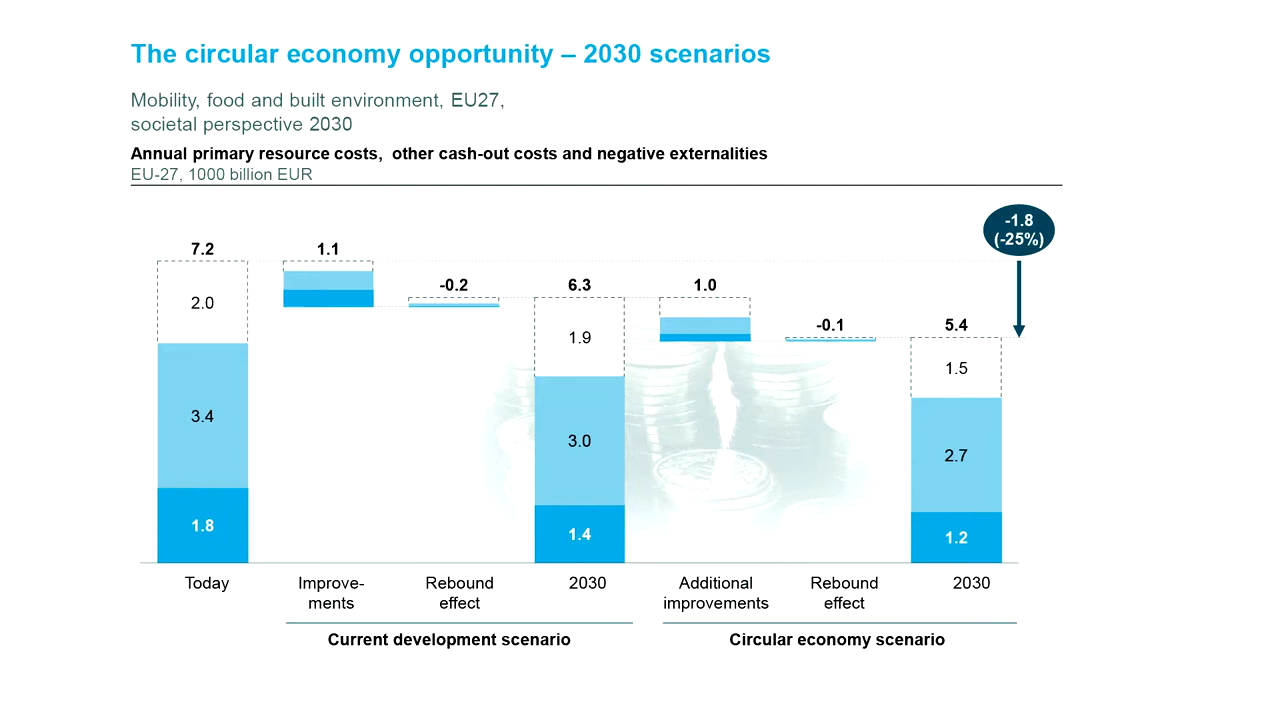 The circular economy opportunity – 2030 scenarios
Mobility, food and built environment, EU27,
societal perspective 2030
Annual primary resource costs, other cash-out costs and negative externalities
EU-27, 1000 billion EUR
-1.8
(-25%)
7.2
1.1
-0.2
6.3
1.0
-0.1
5.4
2.0
1.9
1.5
3.4
3.0
2.7
1.8
1.4
1.2
Today
Improve-
ments
Rebound
effect
2030
Additional
improvements
Rebound
effect
2030
Current development scenario
Circular economy scenario